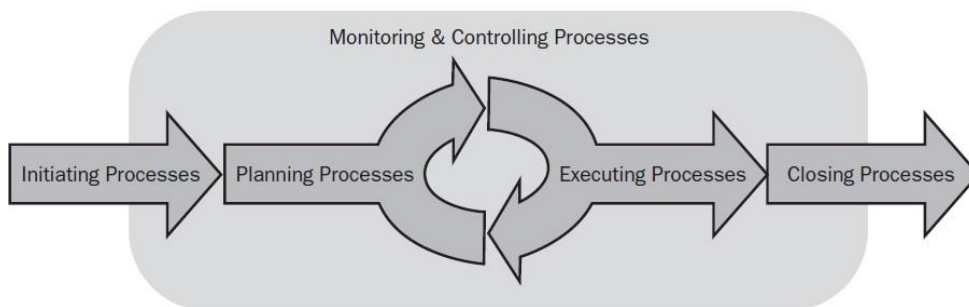 Monitoring & Controlling Processes
Initiating Processes
Planning Processes
Executing Processes
Closing Processes